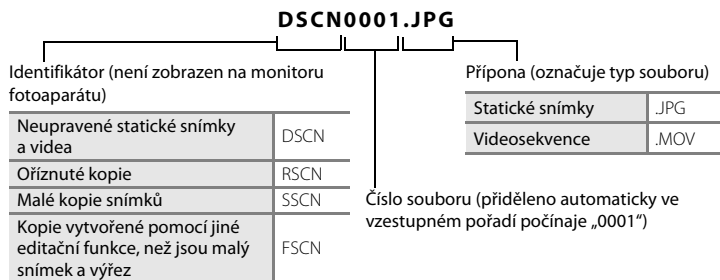 DSCN0001.JPG
Identifikátor (není zobrazen na monitoru
fotoaparátu)
Neupravené statické snímky
a videa
DSCN
Oříznuté kopie
RSCN
Malé kopie snímků
SSCN
Kopie vytvořené pomocí jiné
editační funkce, než jsou malý
snímek a výřez
FSCN
Přípona (označuje typ souboru)
Statické snímky
.JPG
Videosekvence
.MOV
Číslo souboru (přiděleno automaticky ve
vzestupném pořadí počínaje „0001“)